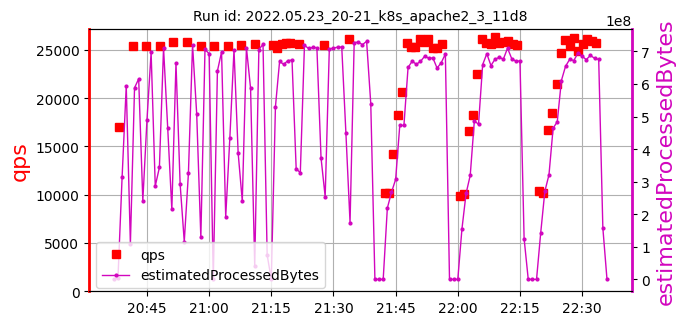 Run id: 2022.05.23_20-21_k8s_apache2_3_11d8
1e8
25000
20000
15000
10000
5000
0
qps
7
6
5
4
3
2
1
0
estimatedProcessedBytes
qps
estimatedProcessedBytes
20:45 21:00 21:15 21:30 21:45 22:00 22:15 22:30